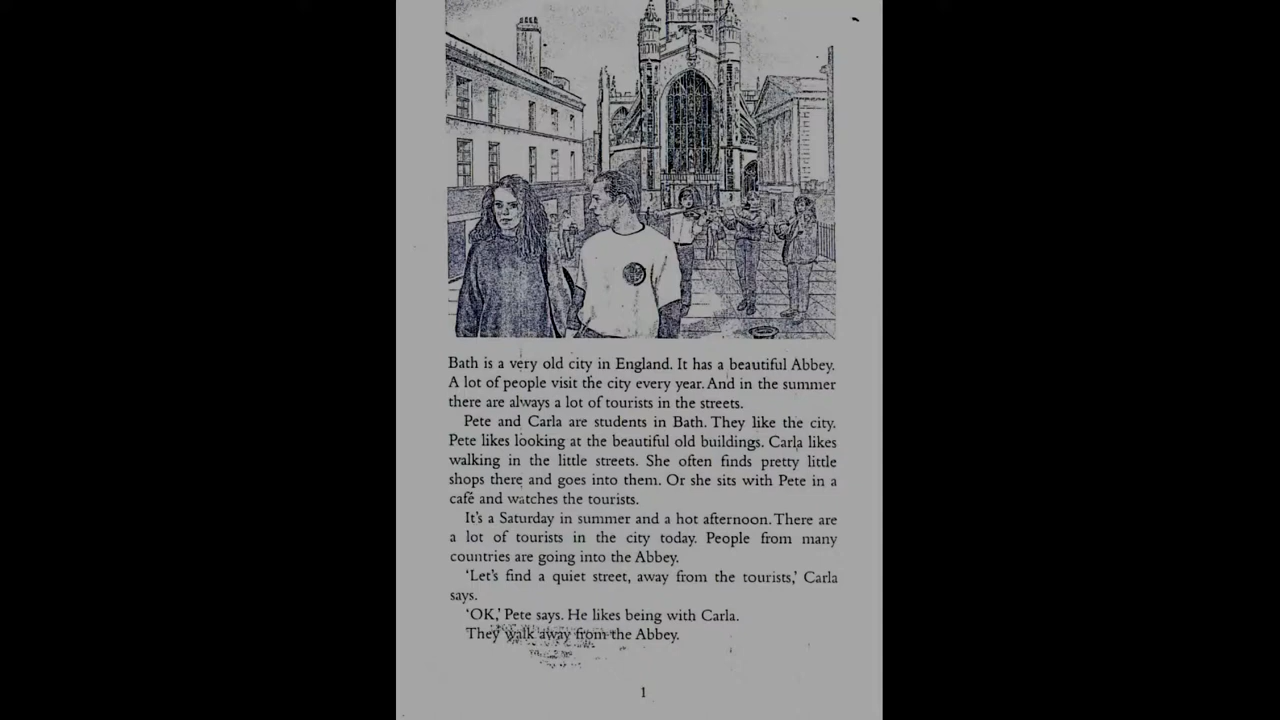 Bath is a very old city in England. It has a beautiful Abbey.
A lot of people visit the city every year. And in the summer
there are always a lot of tourists in the streets.
Pete and Carla are students in Bath. They like the city.
Pete likes looking at the beautiful old buildings. Carla likes
walking in the little streets. She often finds pretty little
shops there and goes into them. Or she sits with Pete in a
café and watches the tourists.
It's a Saturday in summer and a hot afternoon. There are
a lot of tourists in the city today. People from many
countries are going into the Abbey.
‘Let's find a quiet street, away from the tourists,’ Carla
says.
‘OK,’ Pete says. He likes being with Carla.
They walk away from the Abbey.
1